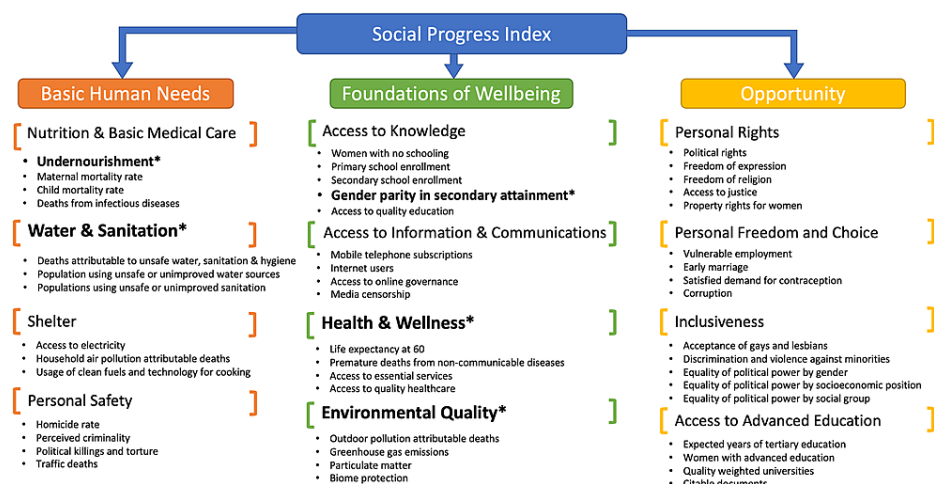 Social Progress Index
Basic Human Needs
Nutrition & Basic Medical Care
• Undernourishment*
• Maternal mortality rate
• Child mortality rate
• Deaths from infectious diseases
Water & Sanitation*
• Deaths attributable to unsafe water, sanitation & hygiene
• Population using unsafe or unimproved water sources
• Populations using unsafe or unimproved sanitation
Shelter
• Access to electricity
• Household air pollution attributable deaths
• Usage of clean fuels and technology for cooking
Personal Safety
• Homicide rate
• Perceived criminality
• Political killings and torture
• Traffic deaths
Foundations of Wellbeing
Access to Knowledge
• Women with no schooling
• Primary school enrollment
• Secondary school enrollment
• Gender parity in secondary attainment*
• Access to quality education
Access to Information & Communications
• Mobile telephone subscriptions
• Internet users
• Access to online governance
• Media censorship
Health & Wellness*
• Life expectancy at 60
• Premature deaths from non-communicable diseases
• Access to essential services
• Access to quality healthcare
Environmental Quality*
• Outdoor pollution attributable deaths
• Greenhouse gas emissions
• Particulate matter
• Biome protection
Opportunity
Personal Rights
• Political rights
• Freedom of expression
• Freedom of religion
• Access to justice
• Property rights for women
Personal Freedom and Choice
• Vulnerable employment
• Early marriage
• Satisfied demand for contraception
• Corruption
Inclusiveness
• Acceptance of gays and lesbians
• Discrimination and violence against minorities
• Equality of political power by gender
• Equality of political power by socioeconomic position
• Equality of political power by social group
Access to Advanced Education
• Expected years of tertiary education
• Women with advanced education
• Quality weighted universities
• Citable documents